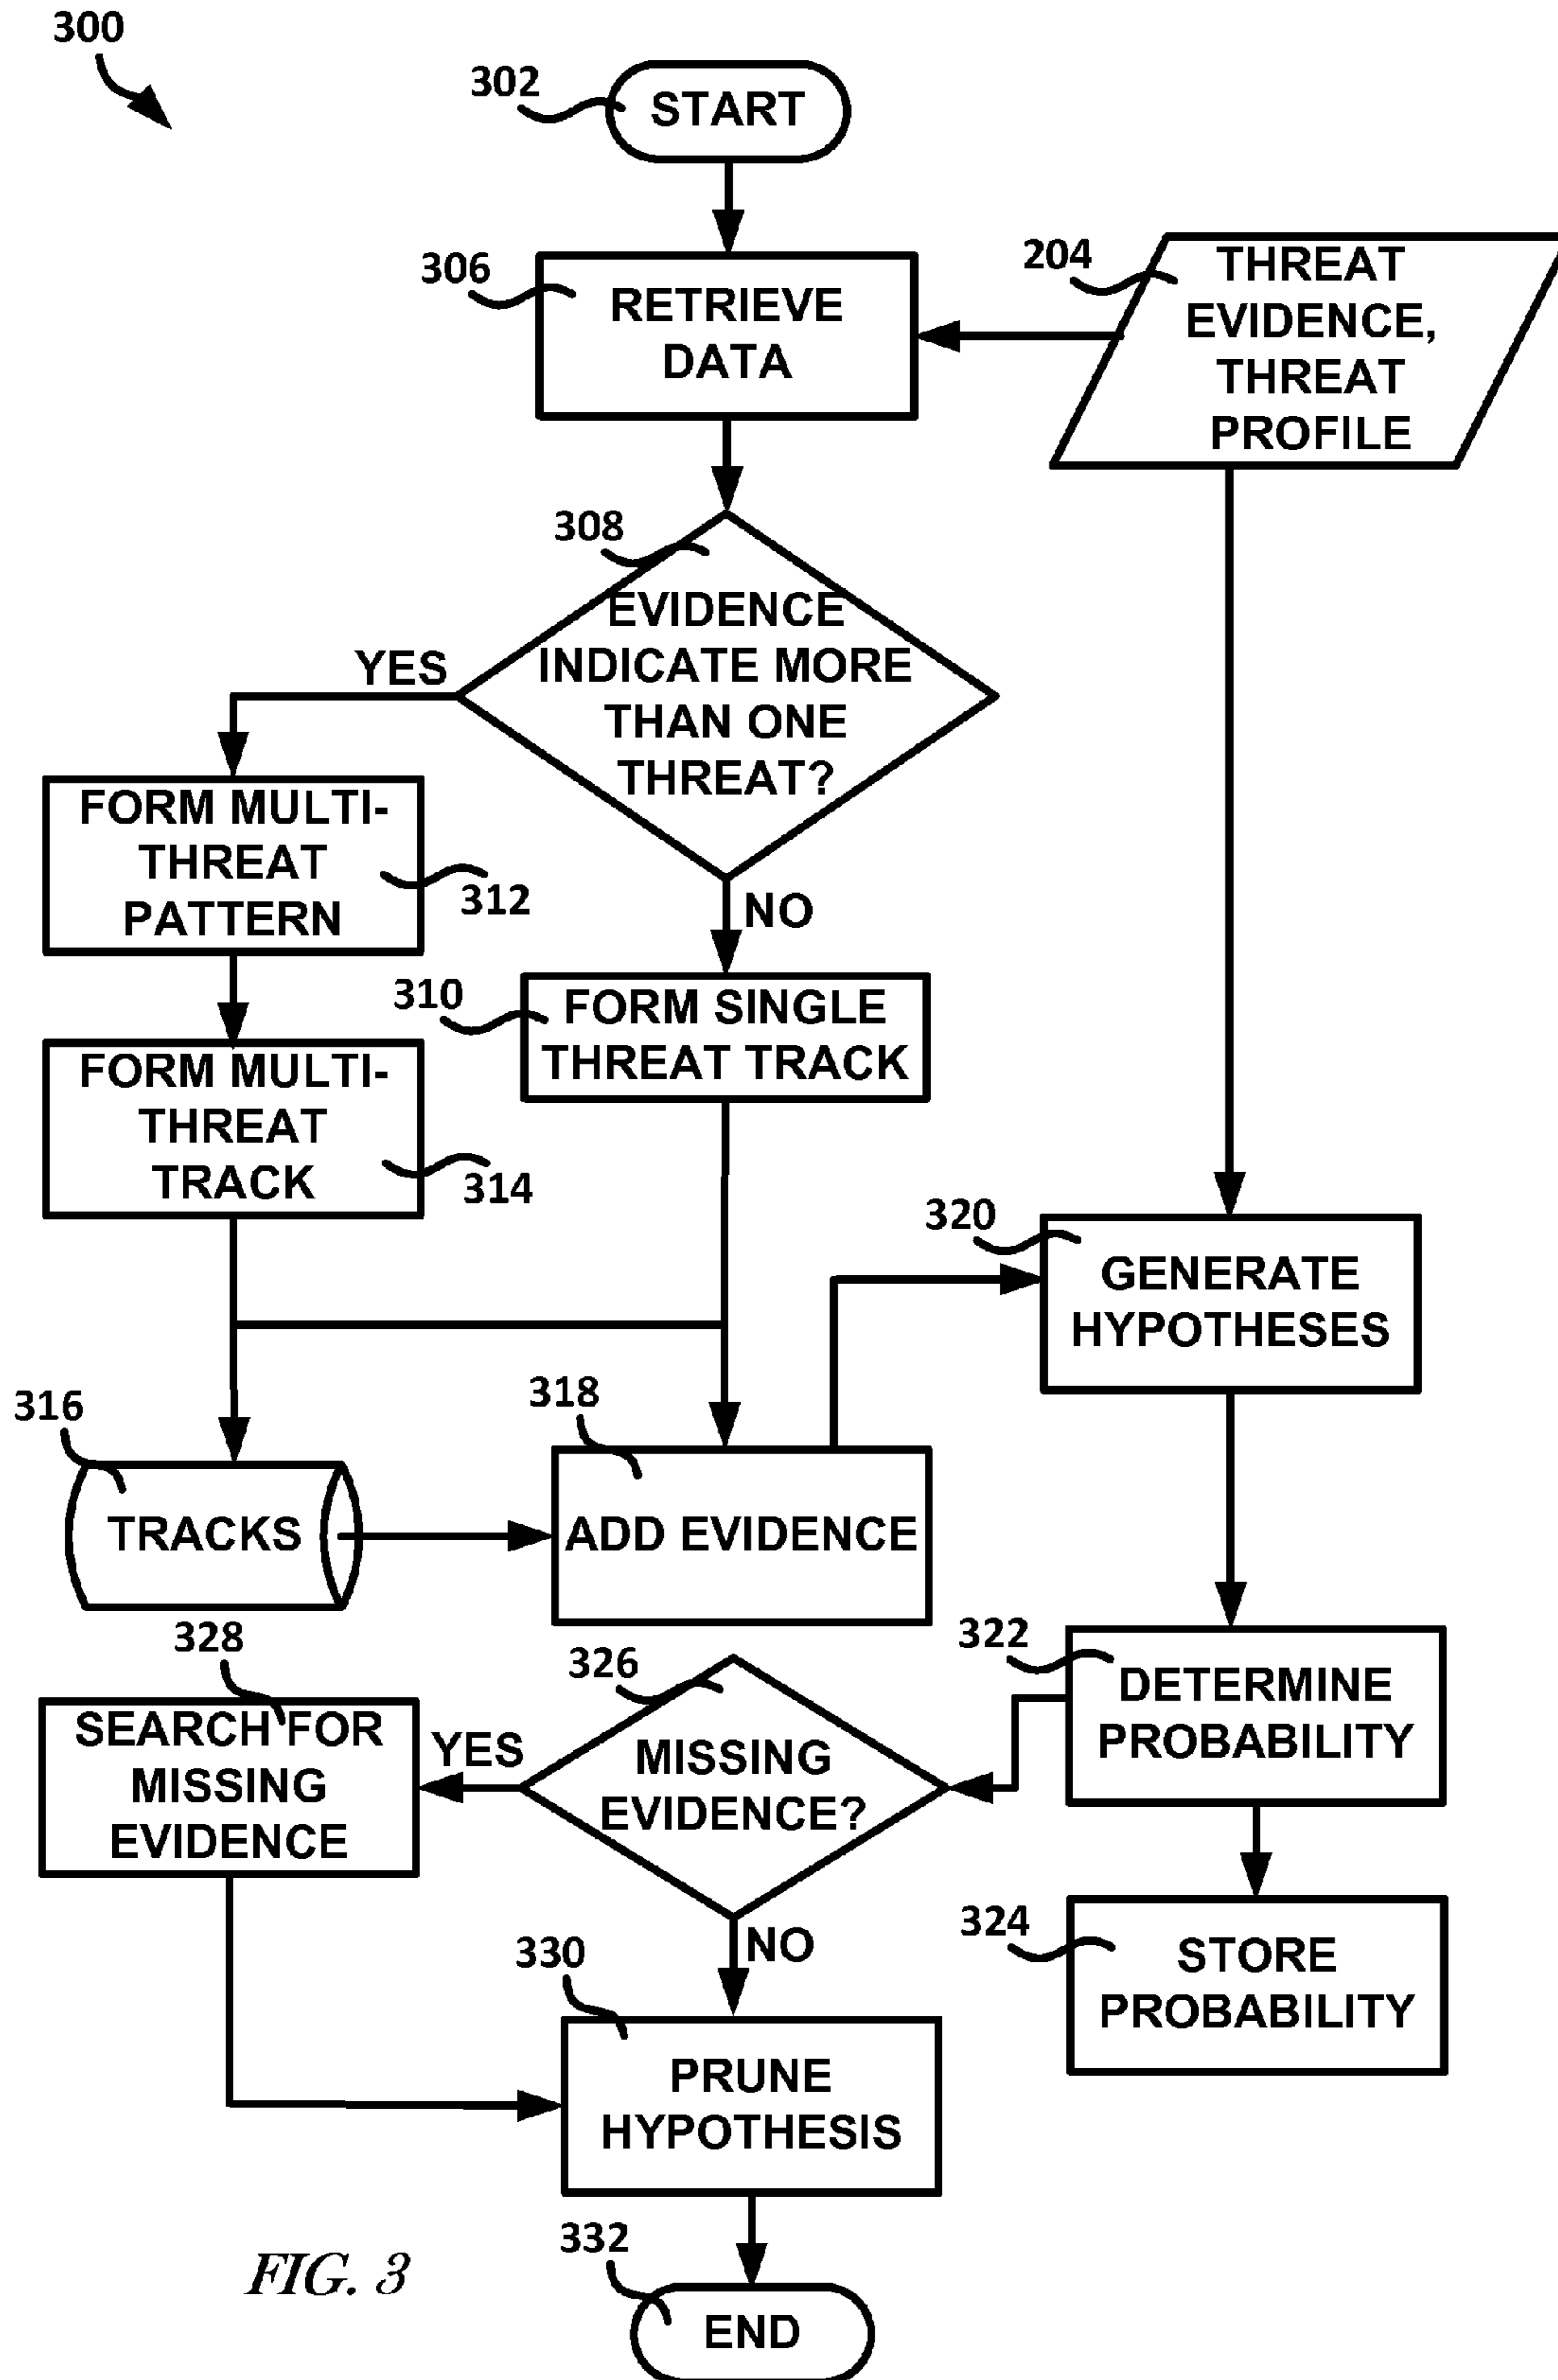 300
302
START
306
RETRIEVE
DATA
204
THREAT
EVIDENCE,
THREAT
PROFILE
308
EVIDENCE
INDICATE MORE
THAN ONE
THREAT?
YES
NO
FORM MULTI-
THREAT
PATTERN
312
310
FORM SINGLE
THREAT TRACK
FORM MULTI-
THREAT
TRACK
314
320
GENERATE
HYPOTHESES
316
TRACKS
318
ADD EVIDENCE
322
DETERMINE
PROBABILITY
326
MISSING
EVIDENCE?
YES
NO
328
SEARCH FOR
MISSING
EVIDENCE
324
STORE
PROBABILITY
330
PRUNE
HYPOTHESIS
332
END
FIG. 3